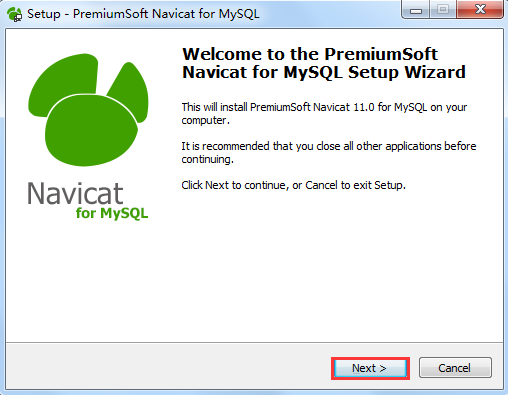 Setup - PremiumSoft Navicat for MySQL
Welcome to the PremiumSoft
Navicat for MySQL Setup Wizard
This will install PremiumSoft Navicat 11.0 for MySQL on your
computer.
It is recommended that you close all other applications before
continuing.
Click Next to continue, or Cancel to exit Setup.
Navicat
for MySQL
Next >
Cancel